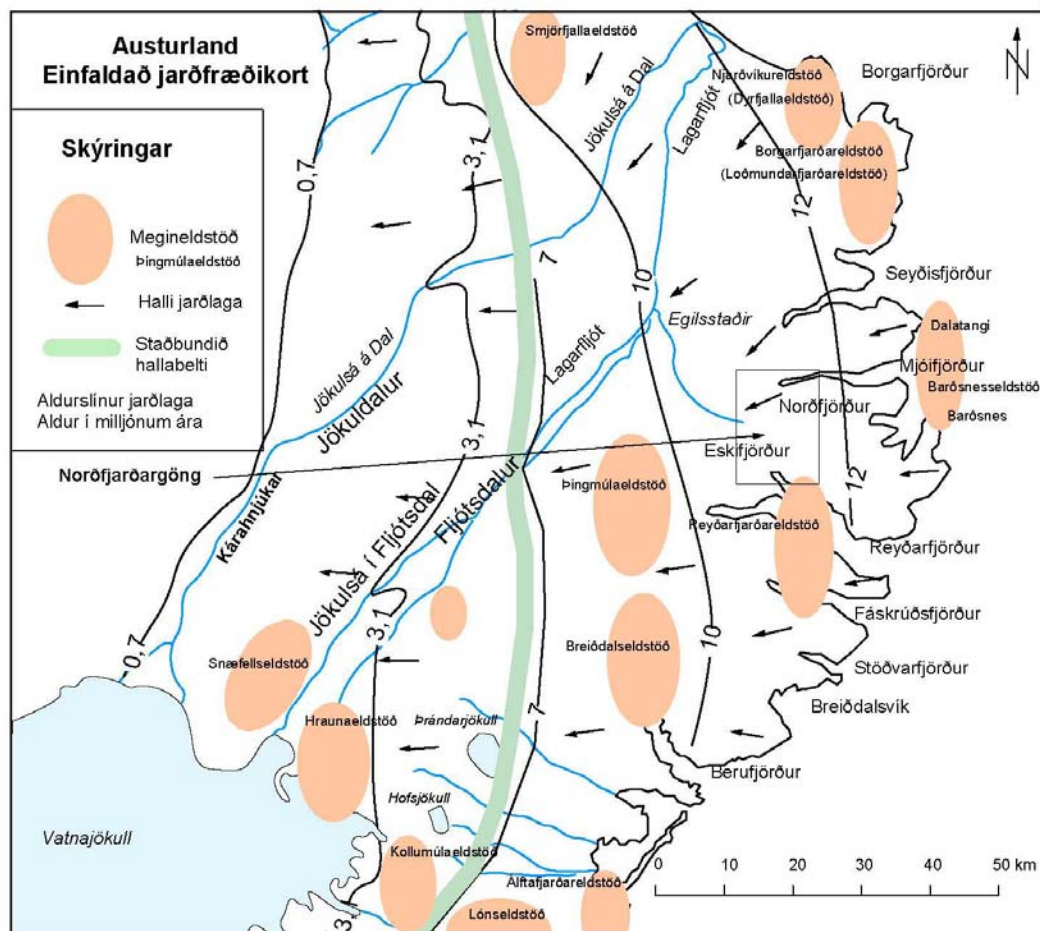 Austurland
Einfaldað jarðfræðikort
Skýringar
Megineldstöð
Þingmúlaeldstöð
Halli jarðlaga
Staðbundið
hallabelti
Aldurslínur jarðlaga
Aldur í milljónum ára
Norðfjarðargöng
N
Smjörfjallaeldstöð
Jökulsá á Dal
Lagarfljót
Njarðvíkureldstöð
(Dyrfjallaeldstöð)
Borgarfjörður
Borgarfjarðareldstöð
(Loðmundarfjarðareldstöð)
0,7
3,1
7
10
12
Seyðisfjörður
Egilsstaðir
Dalatangi
Mjóifjörður
Barðsnesseldstöð
Barðsnes
Norðfjörður
Eskifjörður
Jökulsá á Dal
Jökuldalur
Lagarfljót
3,1
Fljótsdalur
Þingmúlaeldstöð
12
Reyðarfjarðareldstöð
Reyðarfjörður
Kárahnjúkar
Jökulsá í Fljótsdal
Fáskrúðsfjörður
3,1
10
Breiðdalseldstöð
Stöðvarfjörður
0,7
Snæfellseldstöð
Breiðdalsvík
Hraunaeldstöð
Þrándarjökull
7
Berufjörður
Hofsjökull
Vatnajökull
Kollumúlaeldstöð
Álftafjarðareldstöð
Lónseldstöð
3,
0 10 20 30 40 50 km